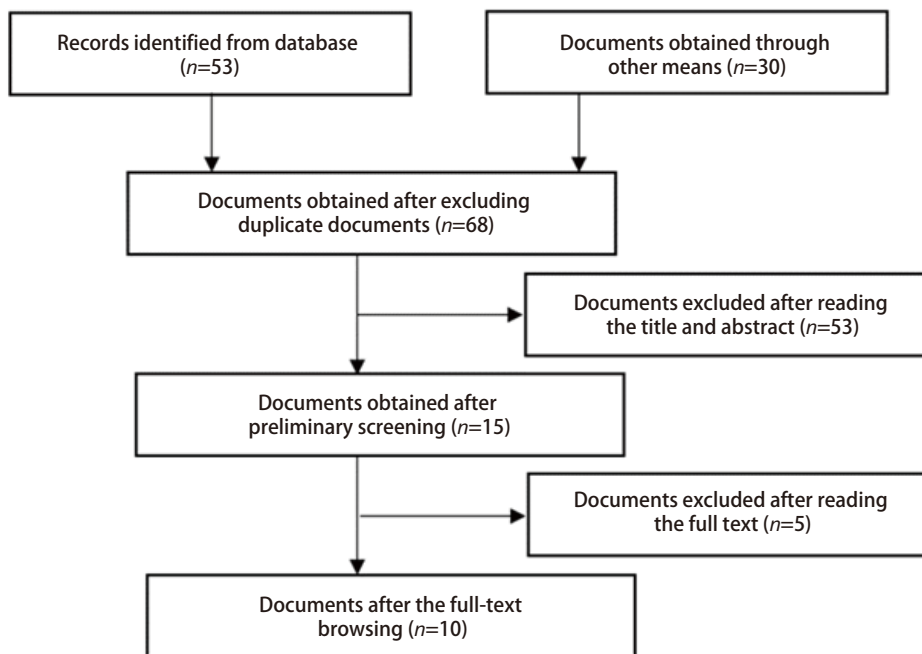 Records identified from database
(n=53)
Documents obtained through
other means (n=30)
Documents obtained after excluding
duplicate documents (n=68)
Documents excluded after reading
the title and abstract (n=53)
Documents obtained after
preliminary screening (n=15)
Documents excluded after reading
the full text (n=5)
Documents after the full-text
browsing (n=10)